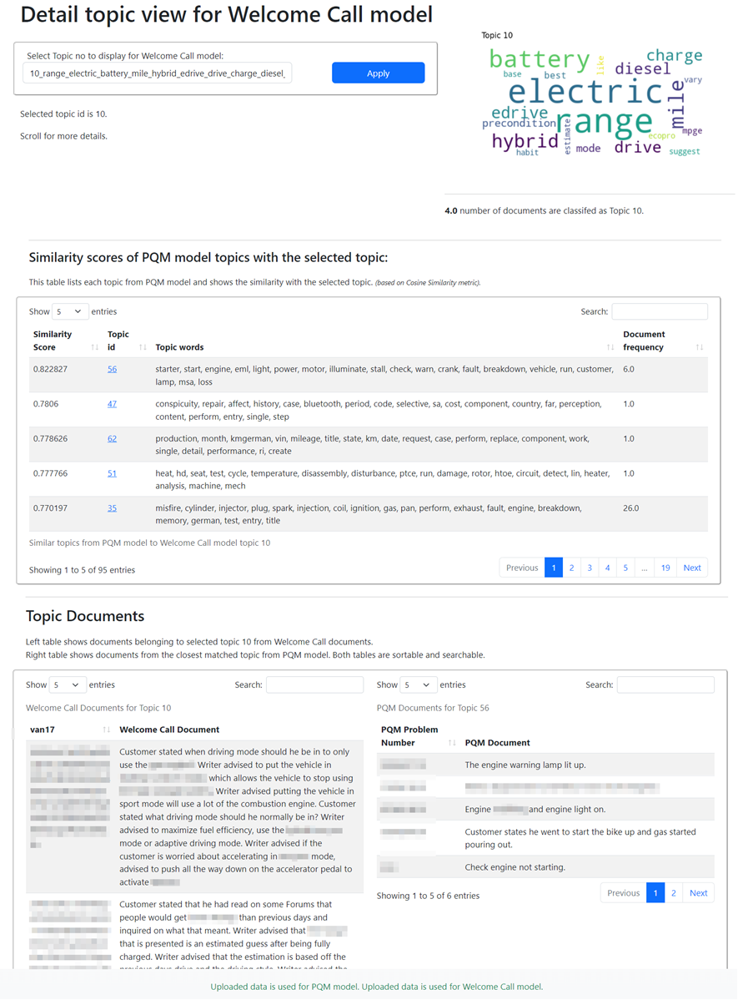 Detail topic view for Welcome Call model
Select Topic no to display for Welcome Call model:
10_range_electric_battery_mile_hybrid_edrive_drive_charge_diesel_
Apply
Selected topic id is 10.
Scroll for more details.
Topic 10
battery
charge
diesel
like
base
best
vary
electric
mile
edrive
range
precondition
ecopro
mpge
hybrid
estimate
mode
drive
habit
suggest
4.0 number of documents are classifed as Topic 10.
Similarity scores of PQM model topics with the selected topic:
This table lists each topic from PQM model and shows the similarity with the selected topic. (based on Cosine Similarity metric).
Show 5 entries
Search:
Similarity Topic Document
Score id Topic words frequency
0.822827 56 starter, start, engine, eml, light, power, motor, illuminate, stall, check, warn, crank, fault, breakdown, vehicle, run, customer, 6.0
lamp, msa, loss
0.7806 47 conspicuity, repair, affect, history, case, bluetooth, period, code, selective, sa, cost, component, country, far, perception, 1.0
content, perform, entry, single, step
0.778626 62 production, month, kmgerman, vin, mileage, title, state, km, date, request, case, perform, replace, component, work, 1.0
single, detail, performance, ri, create
0.777766 51 heat, hd, seat, test, cycle, temperature, disassembly, disturbance, ptce, run, damage, rotor, htoe, circuit, detect, lin, heater, 1.0
analysis, machine, mech
0.770197 35 misfire, cylinder, injector, plug, spark, injection, coil, ignition, gas, pan, perform, exhaust, fault, engine, breakdown, 26.0
memory, german, test, entry, title
Similar topics from PQM model to Welcome Call model topic 10
Showing 1 to 5 of 95 entries
Previous 1 2 3 4 5 ... 19 Next
Topic Documents
Left table shows documents belonging to selected topic 10 from Welcome Call documents.
Right table shows documents from the closest matched topic from PQM model. Both tables are sortable and searchable.
Show 5 entries
Search:
Welcome Call Documents for Topic 10
van17 Welcome Call Document
Customer stated when driving mode should he be in to only
use the Writer advised to put the vehicle in
which allows the vehicle to stop using
Writer advised putting the vehicle in
sport mode will use a lot of the combustion engine. Customer
stated what driving mode should he normally be in? Writer
advised to maximize fuel efficiency, use the
mode or adaptive driving mode. Writer advised if the
customer is worried about accelerating in mode,
advised to push all the way down on the accelerator pedal to
activate
Customer stated that he had read on some Forums that
people would get than previous days and
inquired on what that meant. Writer advised that
that is presented is an estimated guess after being fully
charged. Writer advised that the estimation is based off the
previous days drive and the driving style. Writer advised the
Show 5 entries
Search:
PQM Documents for Topic 56
PQM Problem
Number PQM Document
The engine warning lamp lit up.
Engine and engine light on.
Customer states he went to start the bike up and gas started
pouring out.
Check engine not starting.
Showing 1 to 5 of 6 entries
Previous 1 2 Next
Uploaded data is used for PQM model. Uploaded data is used for Welcome Call model.